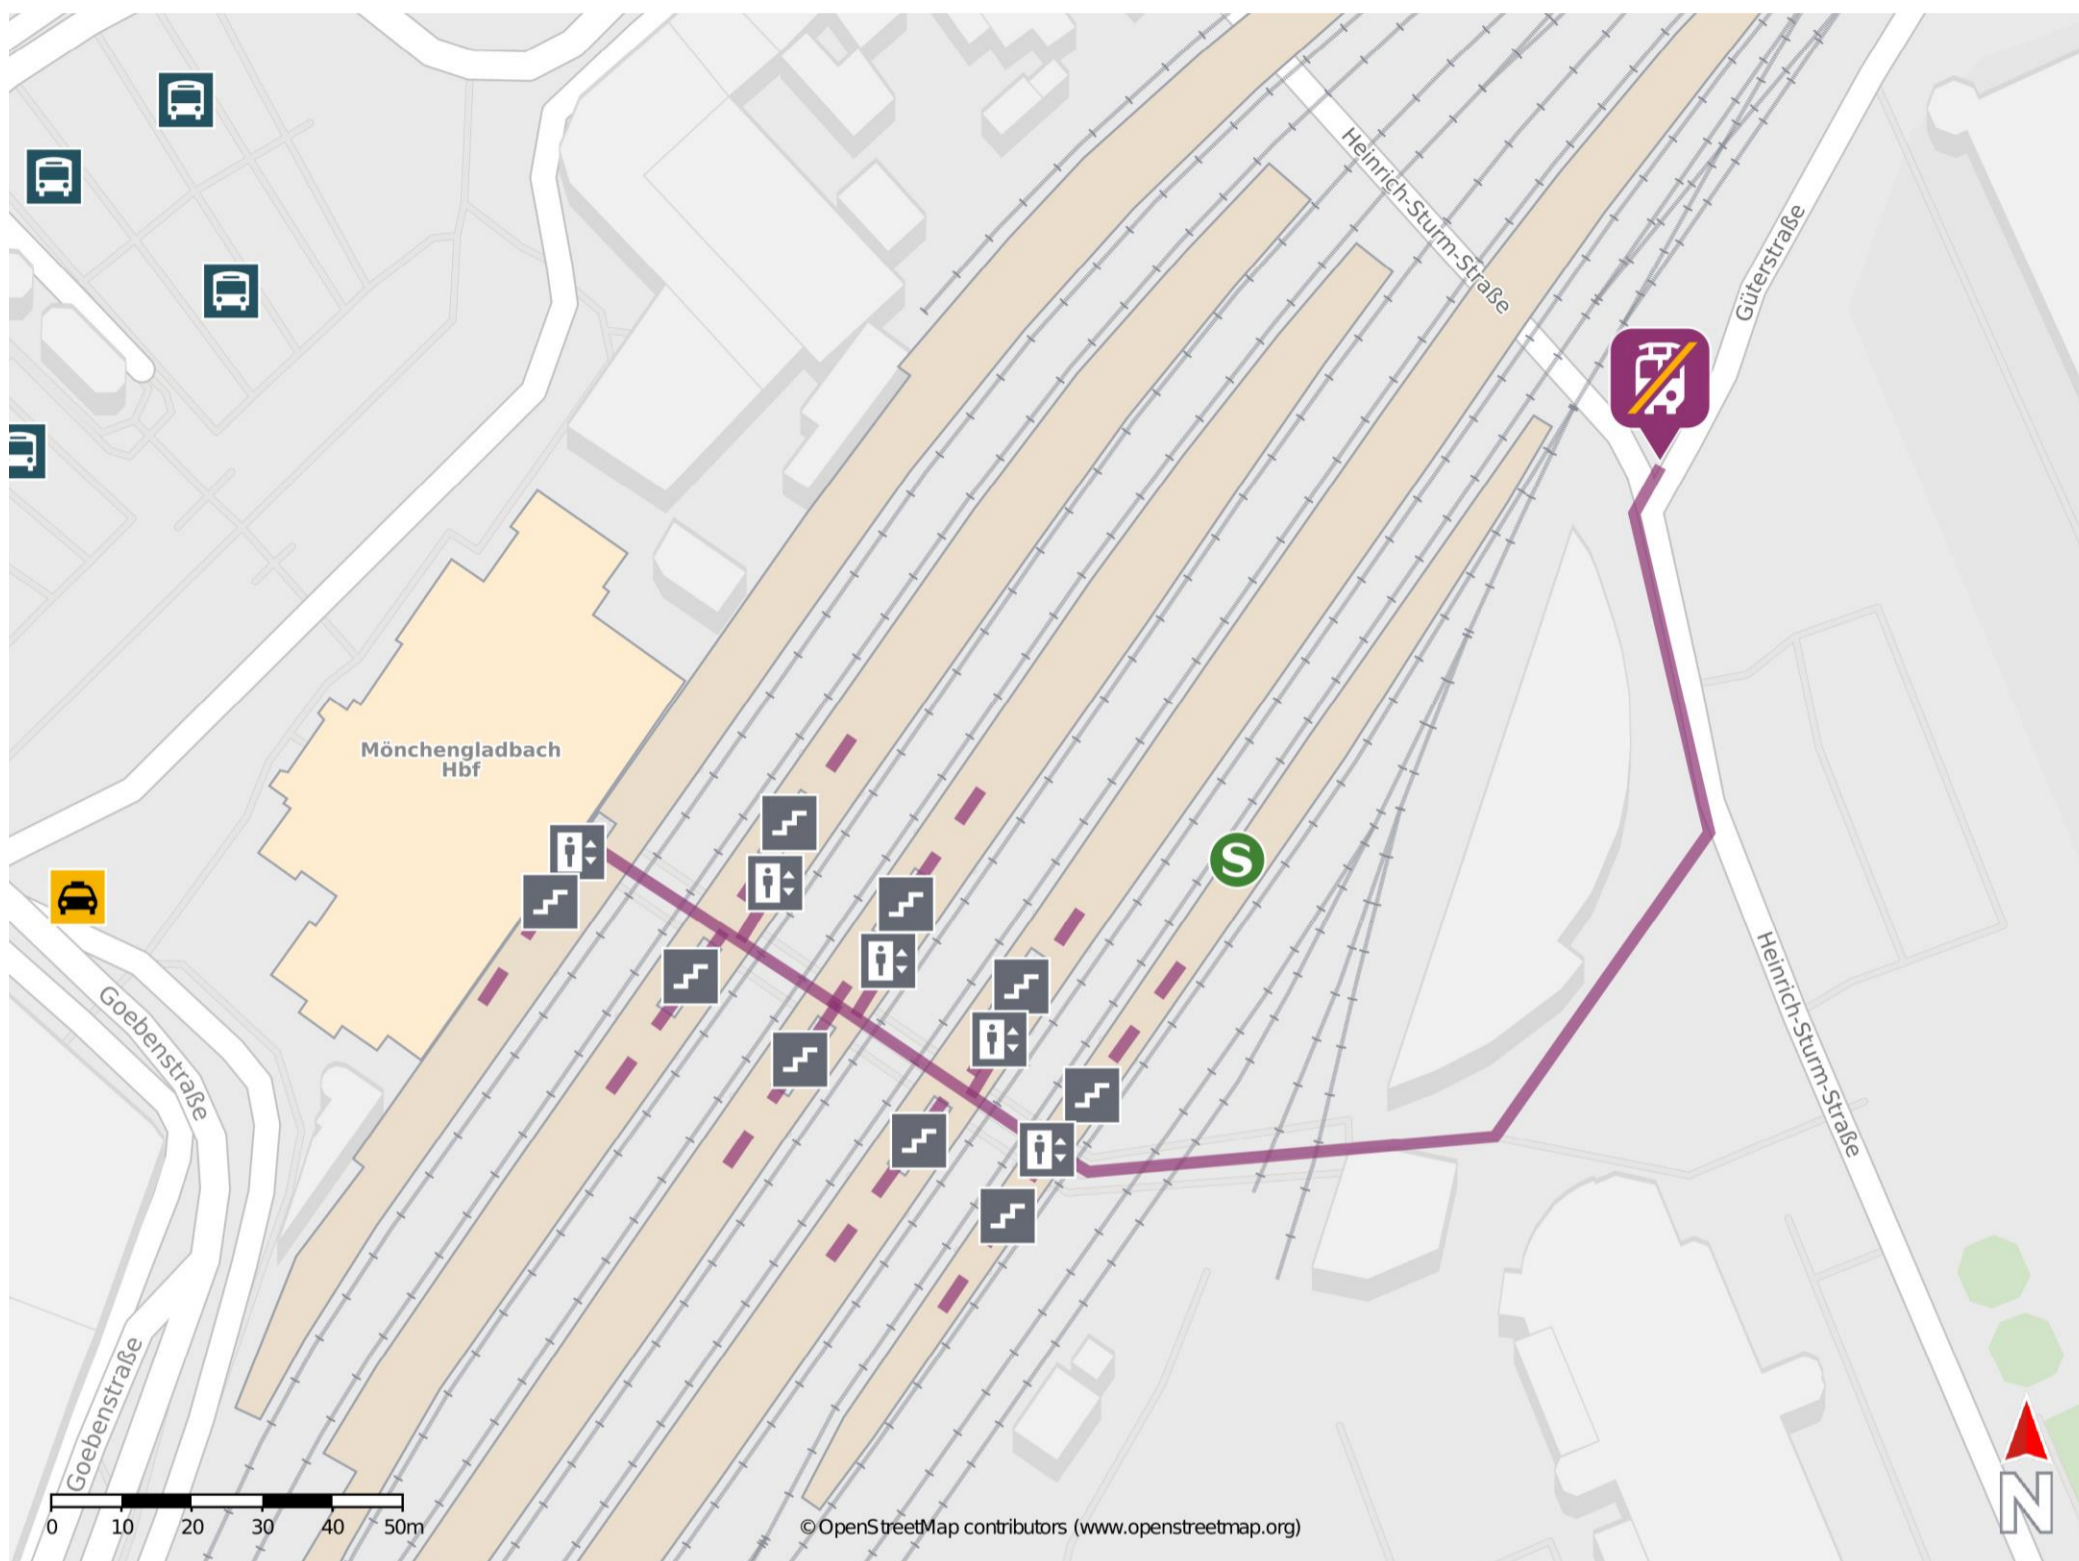 Heinrich-Sturm-Straße
Güterstraße
Mönchengladbach
Hbf
S
Goebenstraße
Heinrich-Sturm-Straße
Goebenstraße
0 10 20 30 40 50m
©OpenStreetMap contributors (www.openstreetmap.org)
N